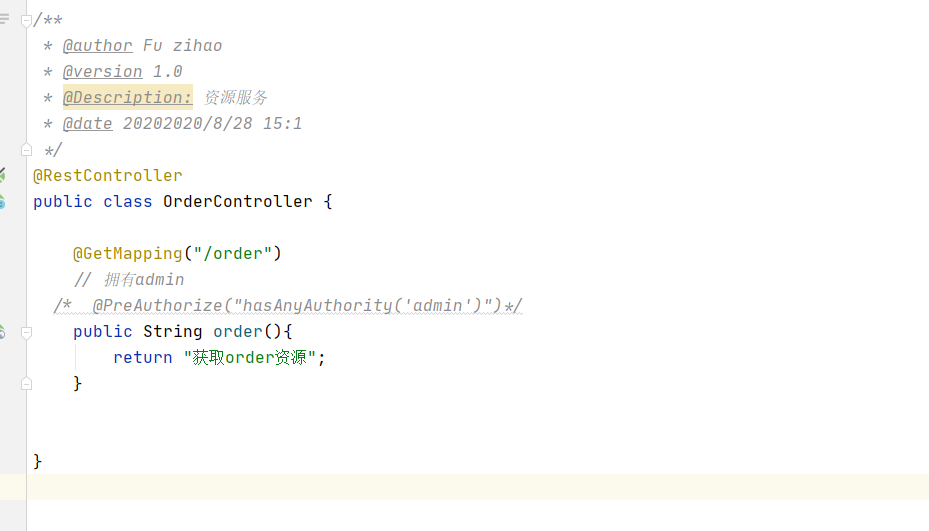 /**
 * @author Fu zihao
 * @version 1.0
 * @Description: 资源服务
 * @date 20202020/8/28 15:1
 */
@RestController
public class OrderController {
    @GetMapping("/order")
    // 拥有admin
  /*  @PreAuthorize("hasAnyAuthority('admin')")*/
    public String order(){
        return "获取order资源";
    }
}